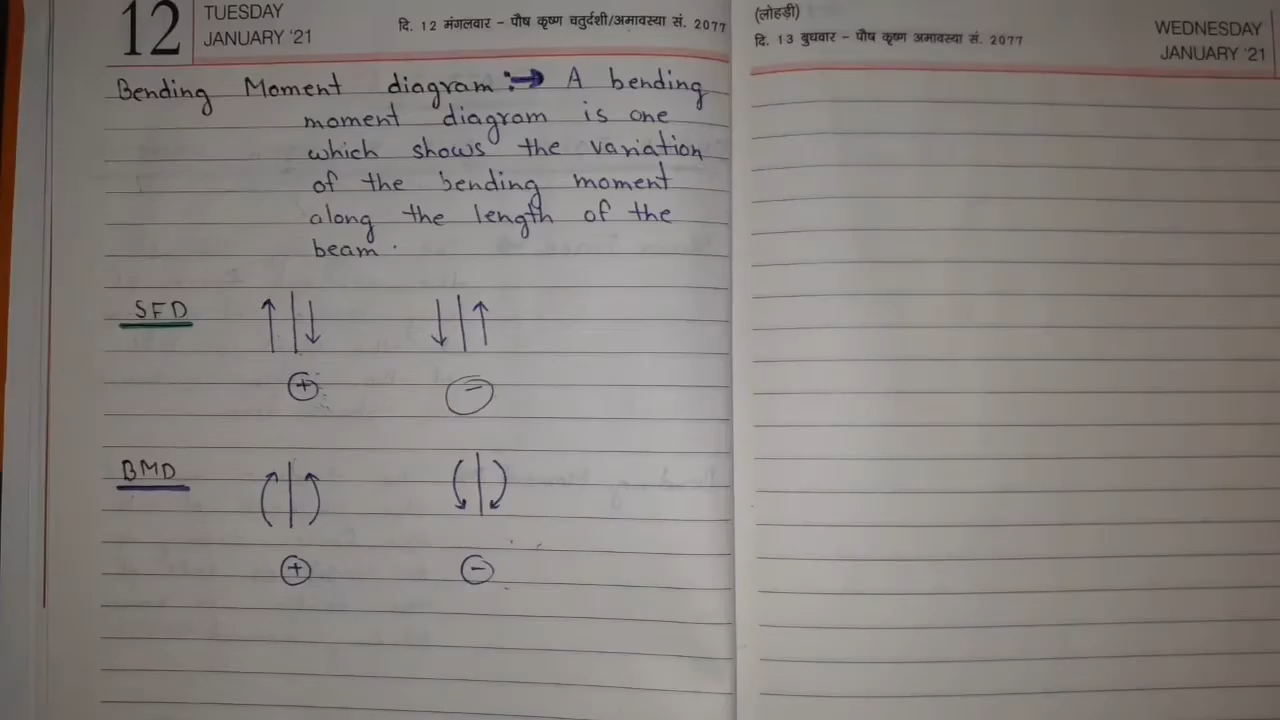 12
TUESDAY
JANUARY '21
दि. 12 मंगलवार – पौष कृष्ण चतुर्दशी/अमावस्या सं. 2077
Bending Moment diagram :→ A bending
moment diagram is one
which shows the variation
of the bending moment
along the length of the
beam.
SFD
+
−
BMD
+
−
(लोहड़ी)
दि. 13 बुधवार – पौष कृष्ण अमावस्या सं. 2077
WEDNESDAY
JANUARY '21